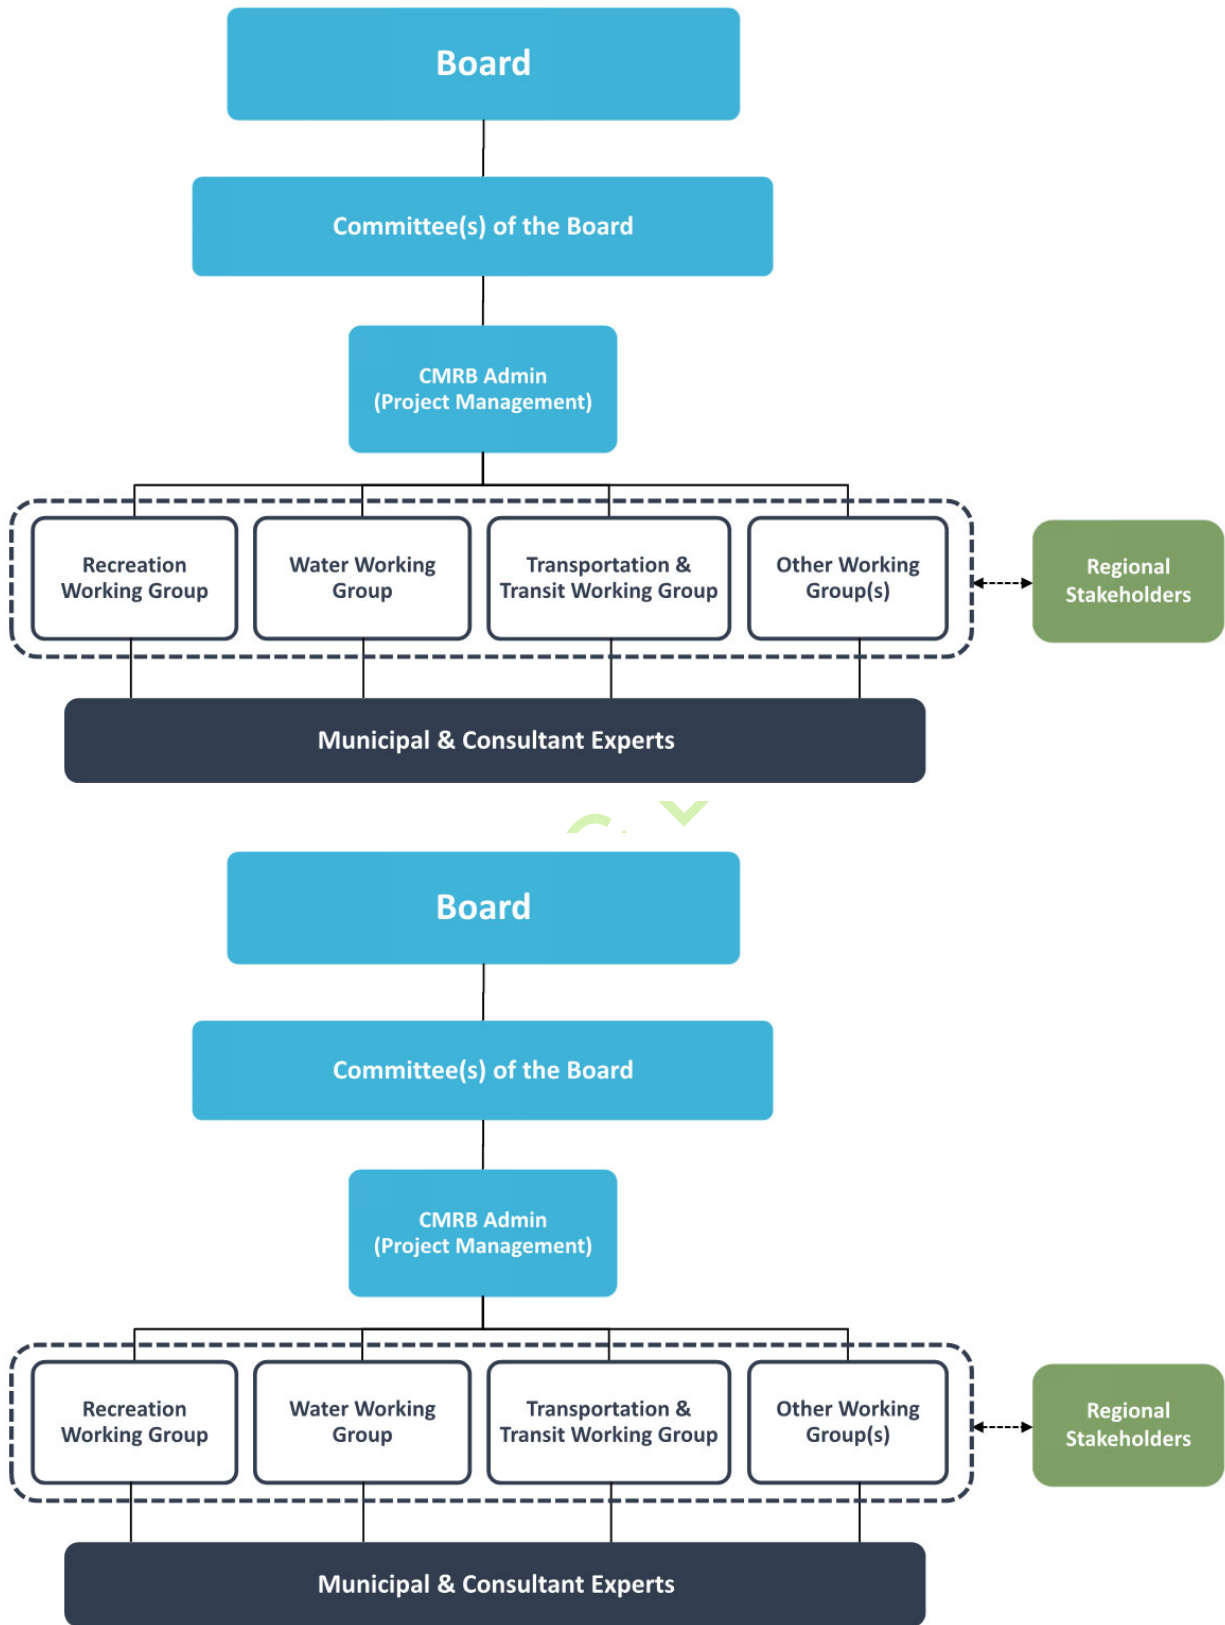 Board
Committee(s) of the Board
CMRB Admin
(Project Management)
Recreation
Working Group
Water Working
Group
Transportation &
Transit Working Group
Other Working
Group(s)
Regional
Stakeholders
Municipal & Consultant Experts
Board
Committee(s) of the Board
CMRB Admin
(Project Management)
Recreation
Working Group
Water Working
Group
Transportation &
Transit Working Group
Other Working
Group(s)
Regional
Stakeholders
Municipal & Consultant Experts